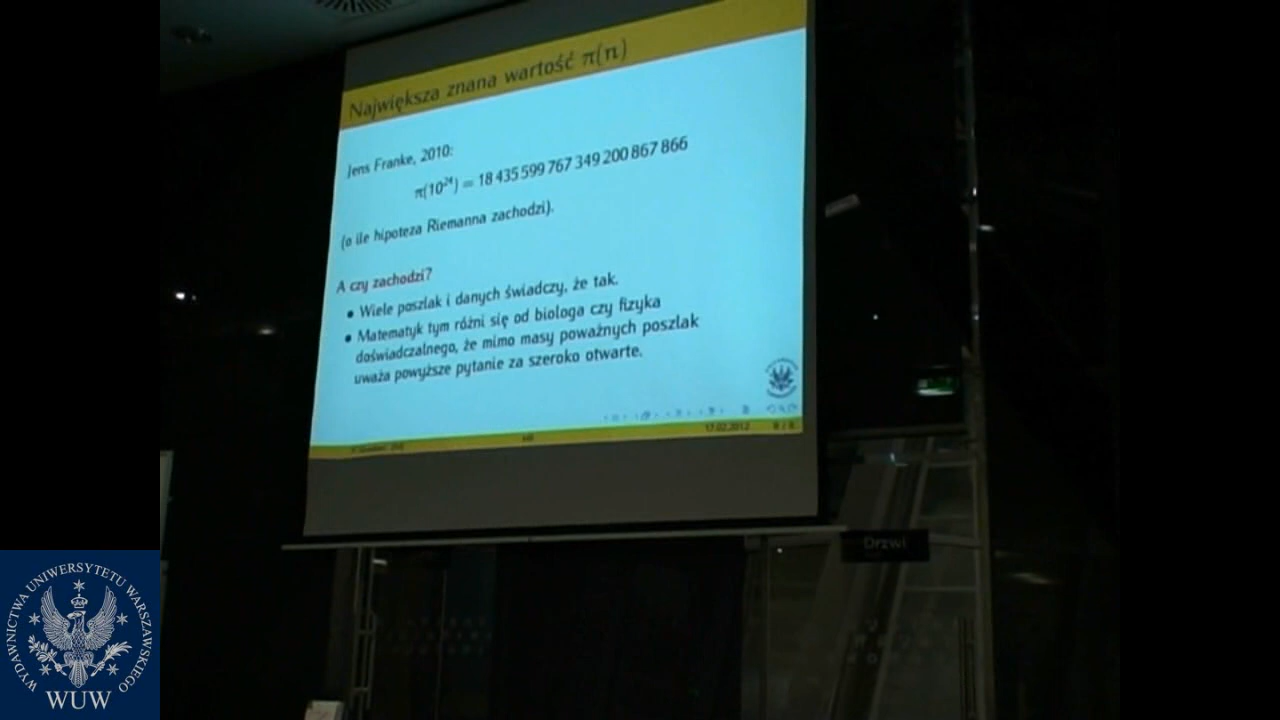 Największa znana wartość π(n)
Jens Franke, 2010:
π(10²⁴) = 18 435 599 767 349 200 867 866
(o ile hipoteza Riemanna zachodzi).
A czy zachodzi?
• Wiele poszlak i danych świadczy, że tak.
• Matematyk tym różni się od biologa czy fizyka
doświadczalnego, że mimo masy poważnych poszlak
uważa powyższe pytanie za szeroko otwarte.
17.02.2012
Drzwi
WYDAWNICTWA UNIWERSYTETU WARSZAWSKIEGO
WUW